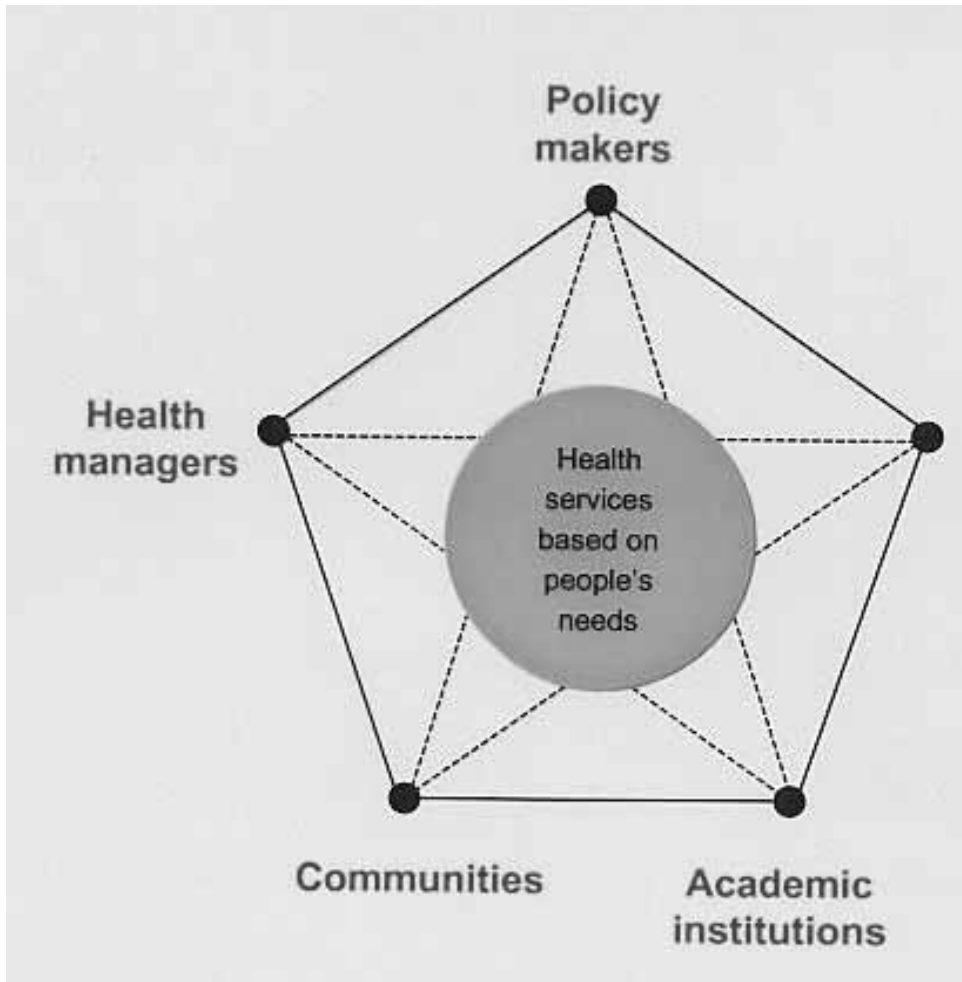 Policy
makers
Health
managers
Health
services
based on
people's
needs
Communities
Academic
institutions